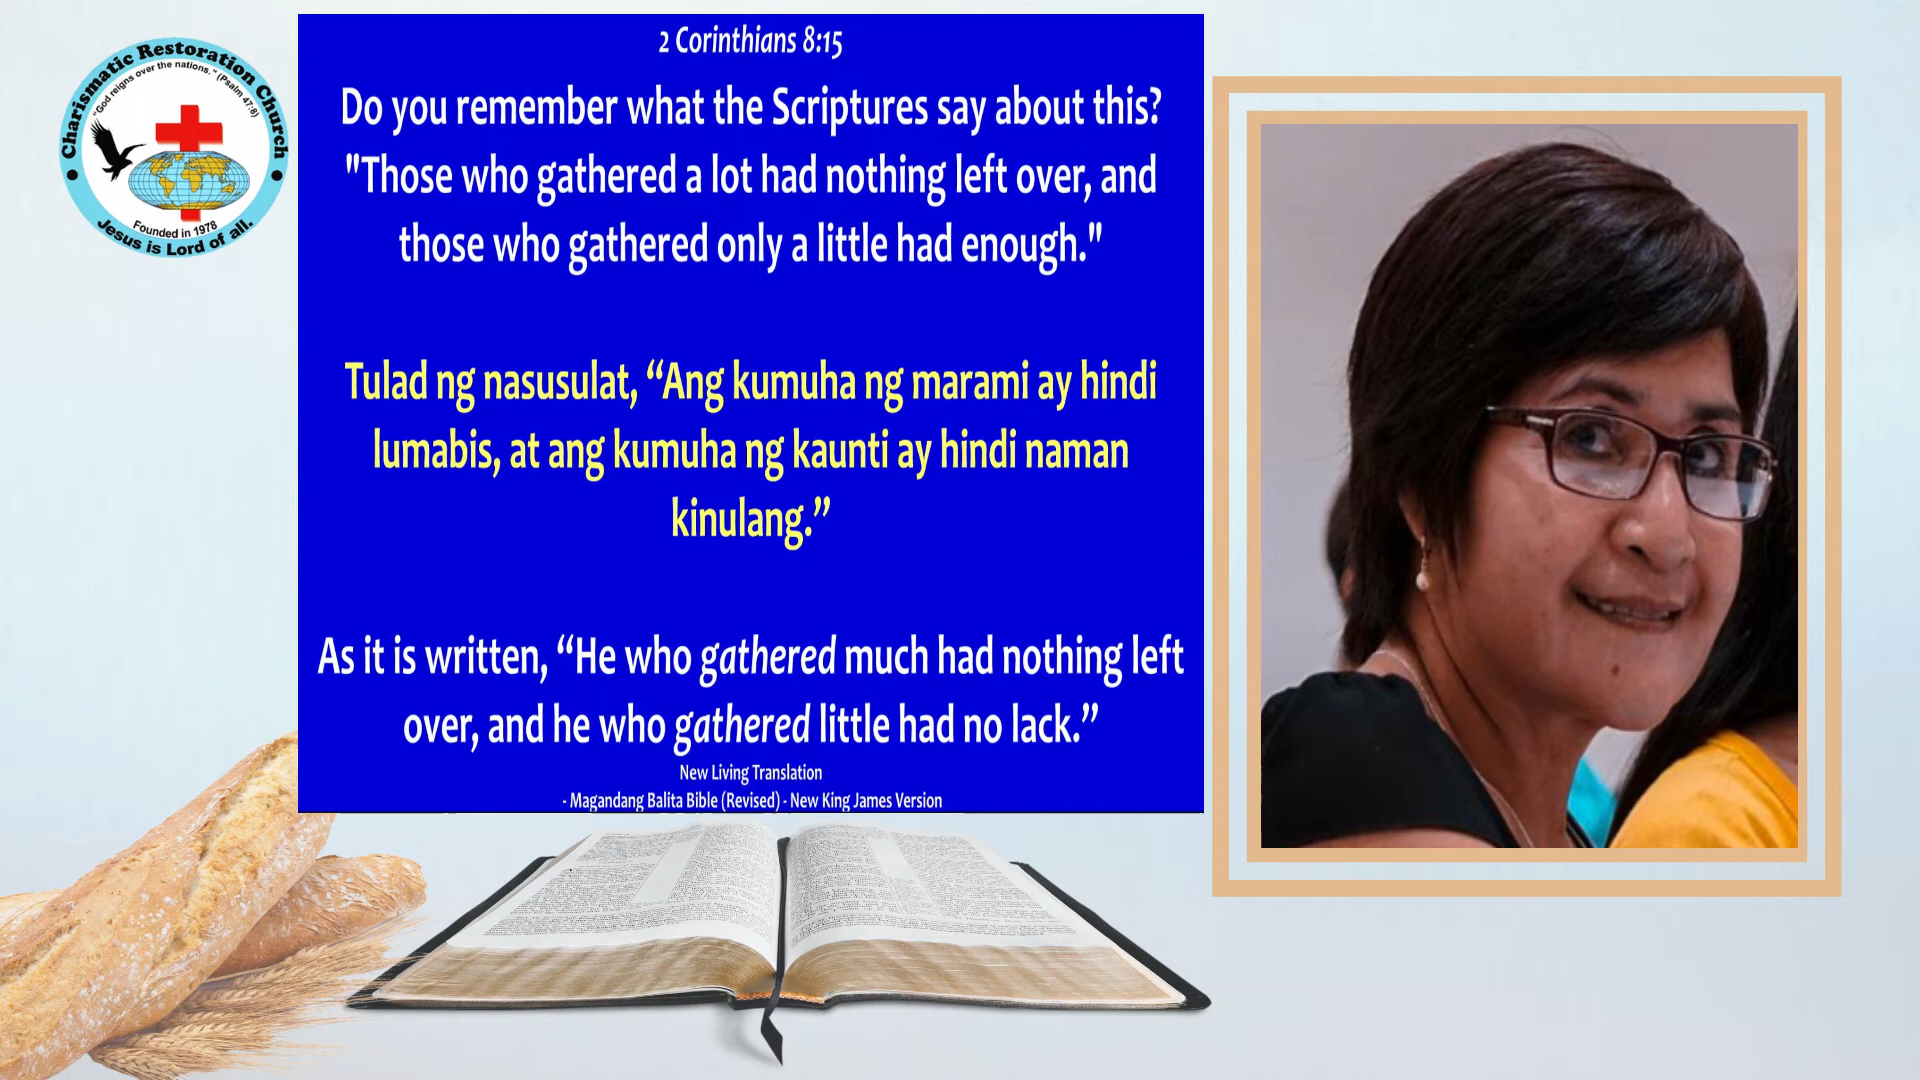 Charismatic Restoration Church
"God reigns over the nations." (Psalm 47:8)
Founded in 1978
Jesus is Lord of all.
2 Corinthians 8:15
Do you remember what the Scriptures say about this?
"Those who gathered a lot had nothing left over, and
those who gathered only a little had enough."
Tulad ng nasusulat, “Ang kumuha ng marami ay hindi
lumabis, at ang kumuha ng kaunti ay hindi naman
kinulang.”
As it is written, “He who gathered much had nothing left
over, and he who gathered little had no lack.”
New Living Translation
- Magandang Balita Bible (Revised) - New King James Version